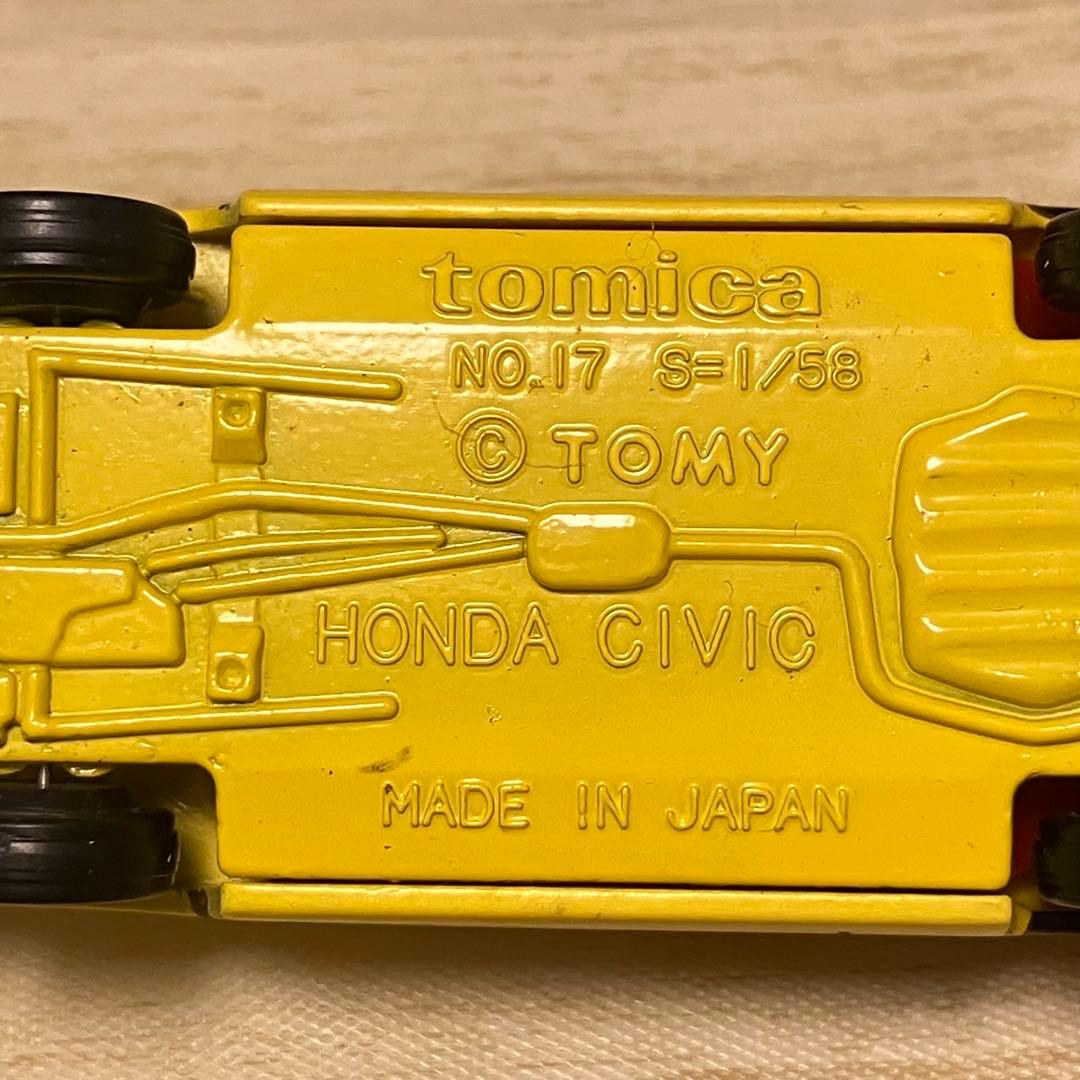 tomica
NO.17 S=1/58
© TOMY
HONDA CIVIC
MADE IN JAPAN